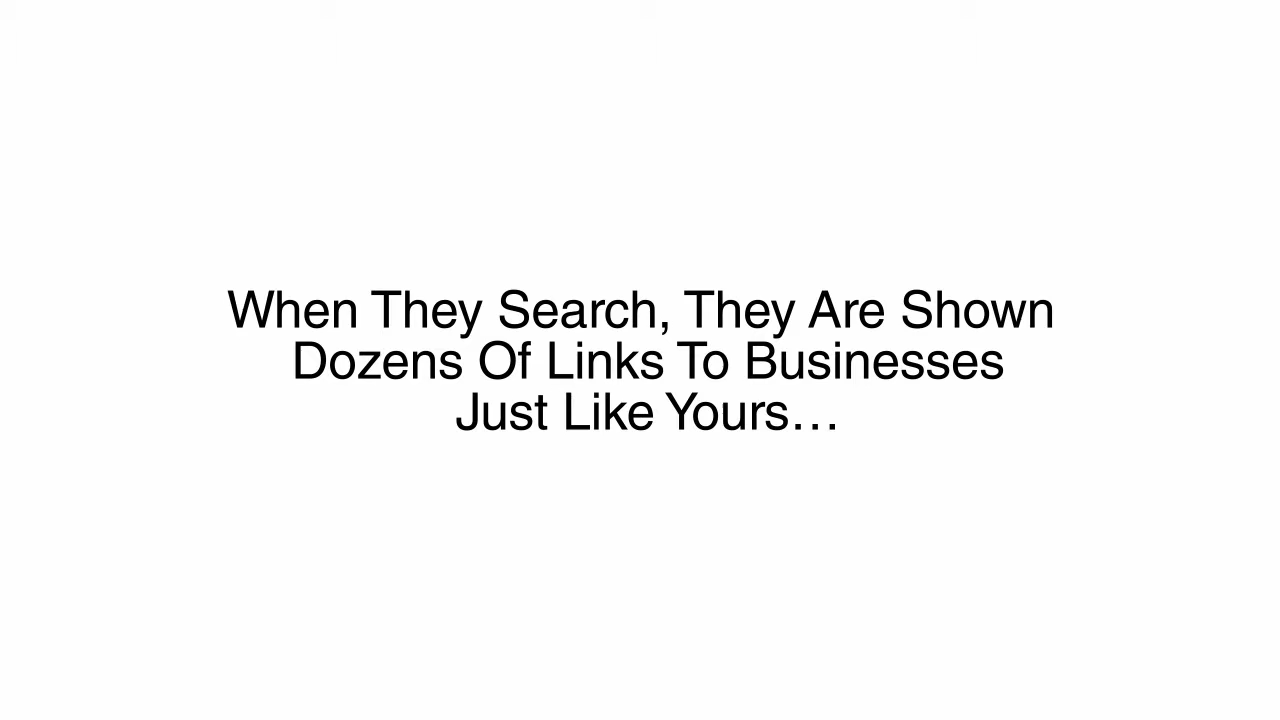 When They Search, They Are Shown
Dozens Of Links To Businesses
Just Like Yours…